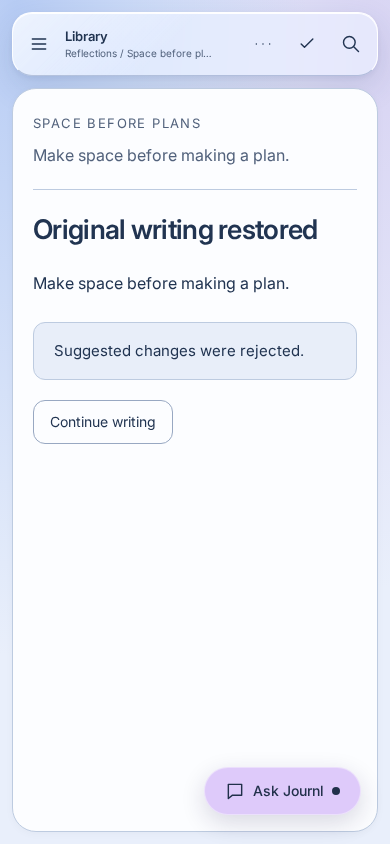 Library
Reflections / Space before pl...
SPACE BEFORE PLANS
Make space before making a plan.
Original writing restored
Make space before making a plan.
Suggested changes were rejected.
Continue writing
Ask Journl